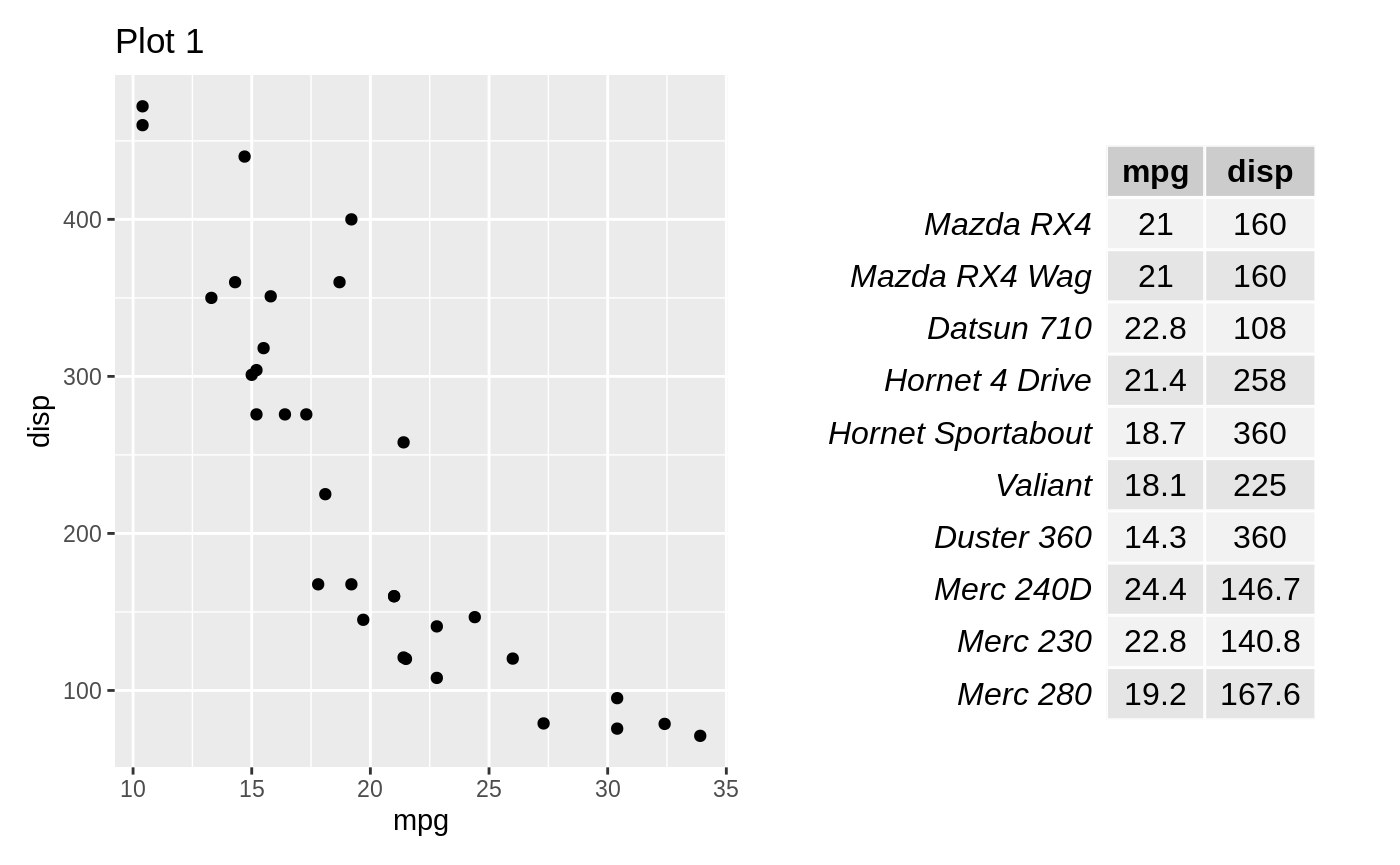 Plot 1
disp
400
300
200
100
10 15 20 25 30 35
mpg
mpg disp
Mazda RX4 21 160
Mazda RX4 Wag 21 160
Datsun 710 22.8 108
Hornet 4 Drive 21.4 258
Hornet Sportabout 18.7 360
Valiant 18.1 225
Duster 360 14.3 360
Merc 240D 24.4 146.7
Merc 230 22.8 140.8
Merc 280 19.2 167.6